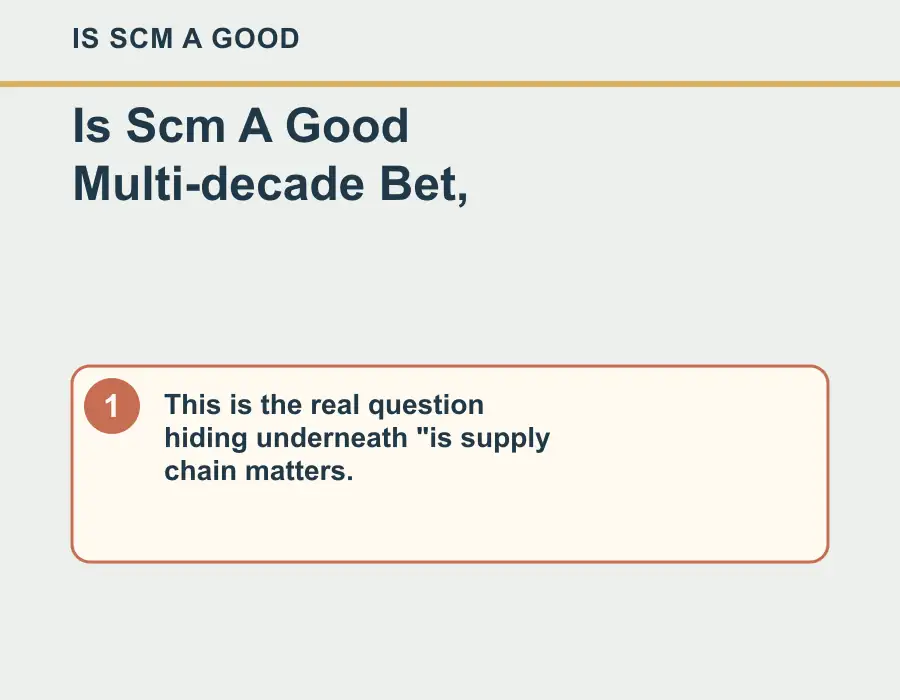 IS SCM A GOOD
Is Scm A Good
Multi-decade Bet,
1
This is the real question
hiding underneath "is supply
chain matters.